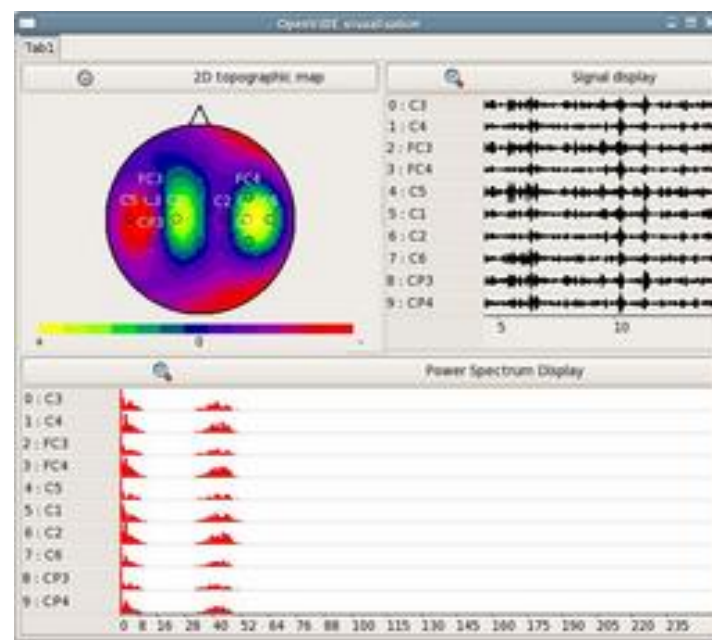 OpenViBE visualisation
Tab1
2D topographic map
Signal display
FC3 FC4
C5 C2
CP3
+ 0 -
0 : C3
1 : C4
2 : FC3
3 : FC4
4 : C5
5 : C1
6 : C2
7 : C6
8 : CP3
9 : CP4
5 10
Power Spectrum Display
0 : C3
1 : C4
2 : FC3
3 : FC4
4 : C5
5 : C1
6 : C2
7 : C6
8 : CP3
9 : CP4
0 8 16 28 40 52 64 76 88 100 115 130 145 160 175 190 205 220 235